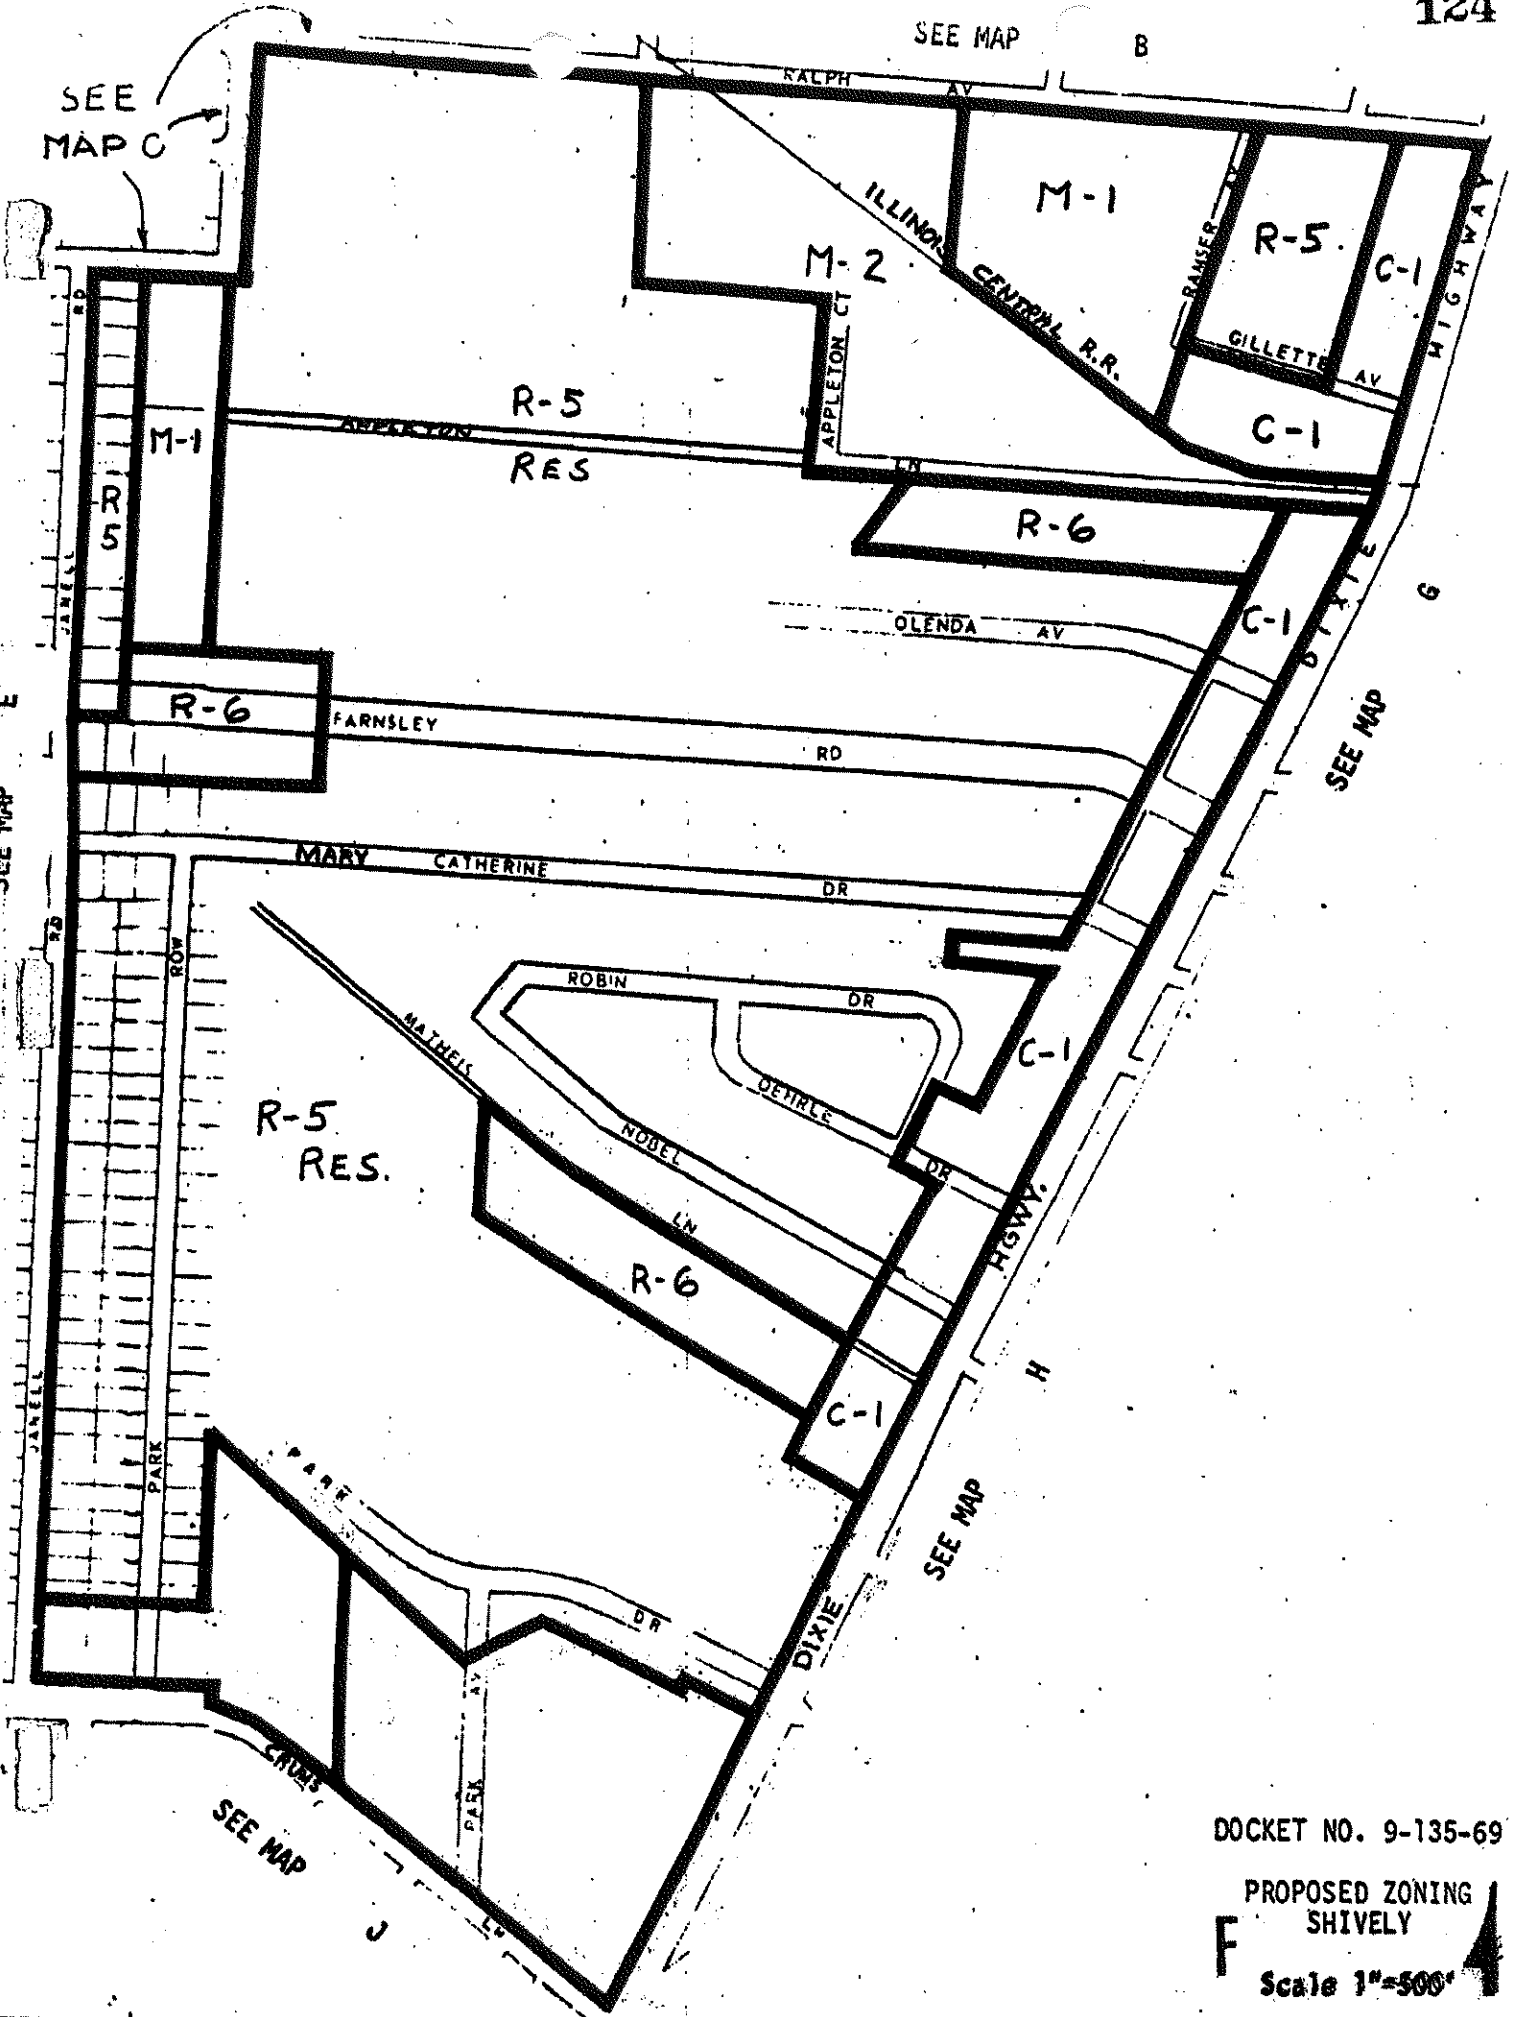 124
SEE MAP B
SEE
MAP C
RALPH AV
ILLINOIS CENTRAL R.R.
M-1
M-2
RAMSER AV
R-5
C-1
HIGHWAY
GILLETTE AV
C-1
RD
M-1
R
5
JANELL
R-5
APPLETON LN
RES
APPLETON CT
R-6
C-1
DIXIE
G
SEE MAP
OLENDA AV
E
SEE MAP
R-6
FARNSLEY RD
MARY CATHERINE DR
RD
ROW
ROBIN DR
MATHEIS LN
OEHRLE DR
NOBEL
C-1
HGWY.
R-5
RES.
R-6
C-1
H
SEE MAP
JANELL
PARK
PARK DR
DIXIE
AV
PARK
CRUMS LN
SEE MAP
J
DOCKET NO. 9-135-69
PROPOSED ZONING
SHIVELY
F
Scale 1"=500'